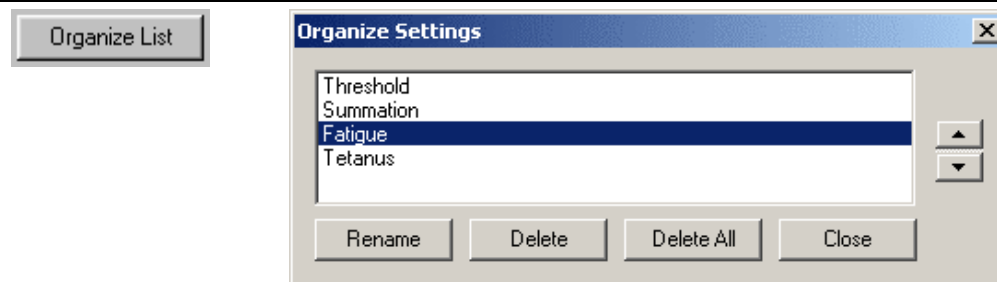 Organize List
Organize Settings
Threshold
Summation
Fatigue
Tetanus
Rename Delete Delete All Close